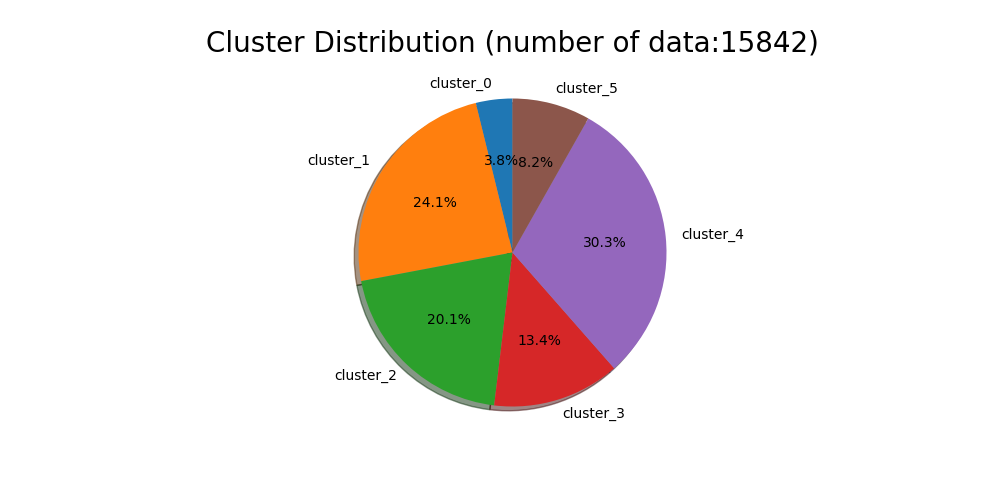 Cluster Distribution (number of data:15842)
cluster_0
cluster_5
cluster_1
3.8%
8.2%
24.1%
cluster_4
30.3%
20.1%
13.4%
cluster_2
cluster_3